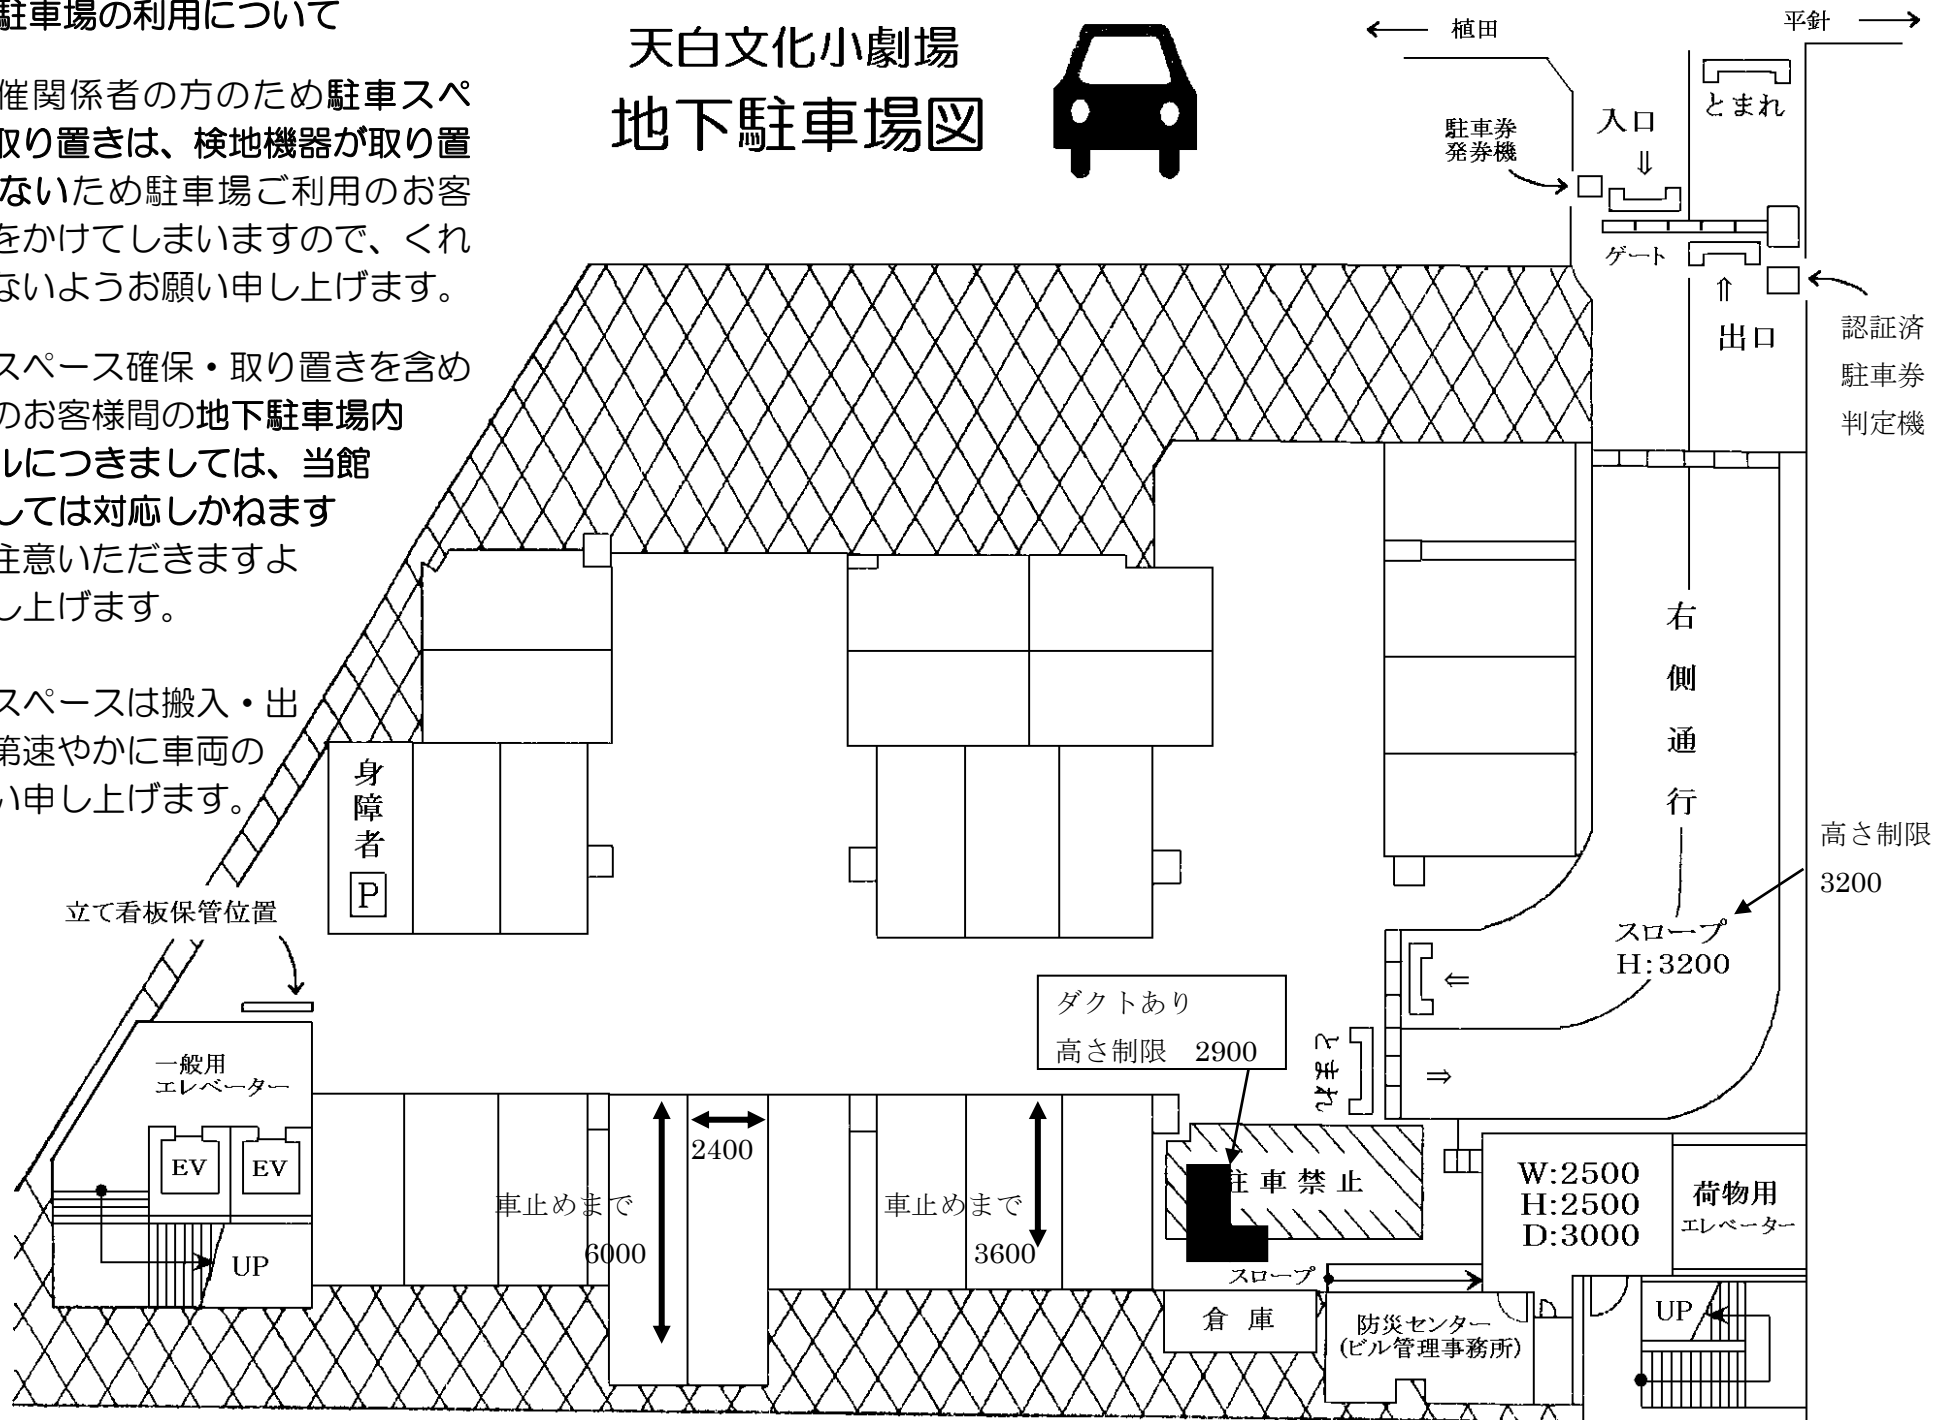 駐車場の利用について
催関係者の方のため駐車スペ
取り置きは、検地機器が取り置
ないため駐車場ご利用のお客
をかけてしまいますので、くれ
ないようお願い申し上げます。
スペース確保・取り置きを含め
のお客様間の地下駐車場内
ルにつきましては、当館
しては対応しかねます
注意いただきますよ
し上げます。
スペースは搬入・出
第速やかに車両の
い申し上げます。
天白文化小劇場
地下駐車場図
植田
平針
とまれ
入口
⇓
駐車券
発券機
ゲート
⇑
出口
認証済
駐車券
判定機
右側通行
高さ制限
3200
スロープ
H:3200
⇐
とまれ
⇒
身障者
P
立て看板保管位置
ダクトあり
高さ制限 2900
一般用
エレベーター
EV
EV
UP
2400
車止めまで
6000
車止めまで
3600
駐車禁止
W:2500
H:2500
D:3000
荷物用
エレベーター
スロープ
倉庫
防災センター
(ビル管理事務所)
UP